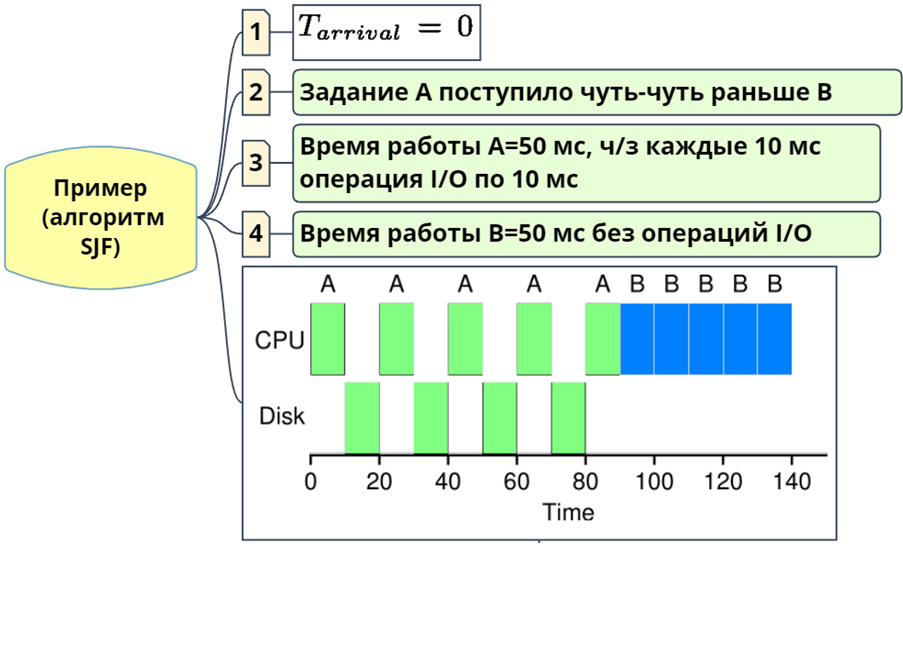 Пример
(алгоритм
SJF)
1
T_{arrival} = 0
2
Задание А поступило чуть-чуть раньше В
3
Время работы А=50 мс, ч/з каждые 10 мс
операция I/O по 10 мс
4
Время работы В=50 мс без операций I/O
A A A A A B B B B B
CPU
Disk
0 20 40 60 80 100 120 140
Time